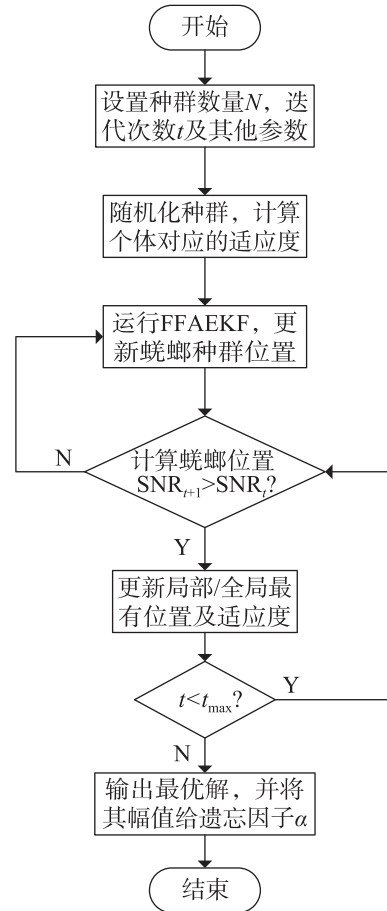 开始
设置种群数量N，迭
代次数t及其他参数
随机化种群，计算
个体对应的适应度
运行FFAEKF，更
新蜣螂种群位置
计算蜣螂位置
SNRₜ₊₁>SNRₜ?
N
Y
更新局部/全局最
有位置及适应度
t<tmax?
Y
N
输出最优解，并将
其幅值给遗忘因子α
结束